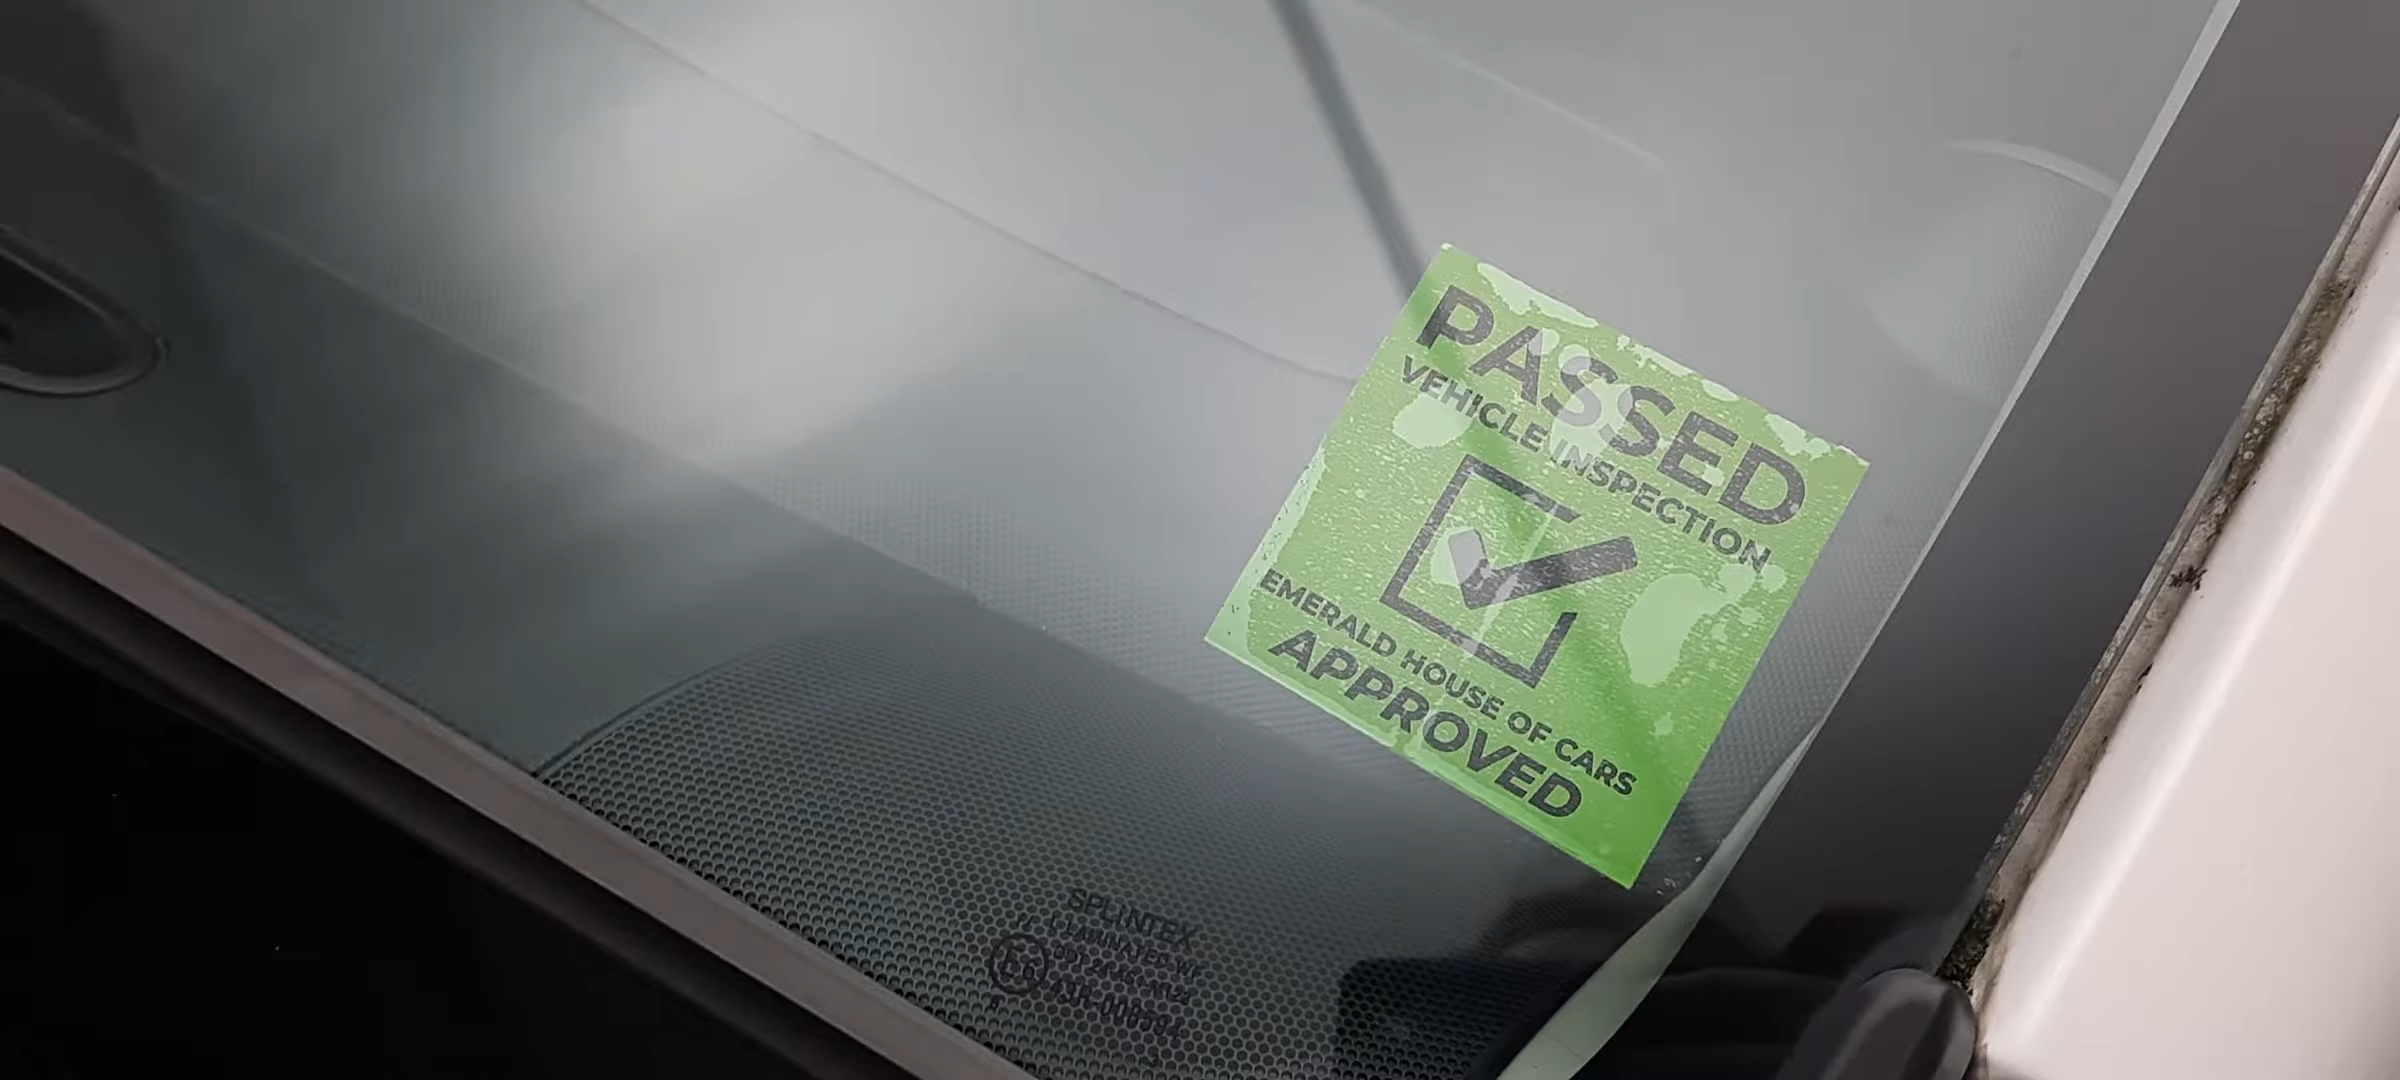 PASSED
VEHICLE INSPECTION
EMERALD HOUSE OF CARS
APPROVED
SPLINTEX
LAMINATED